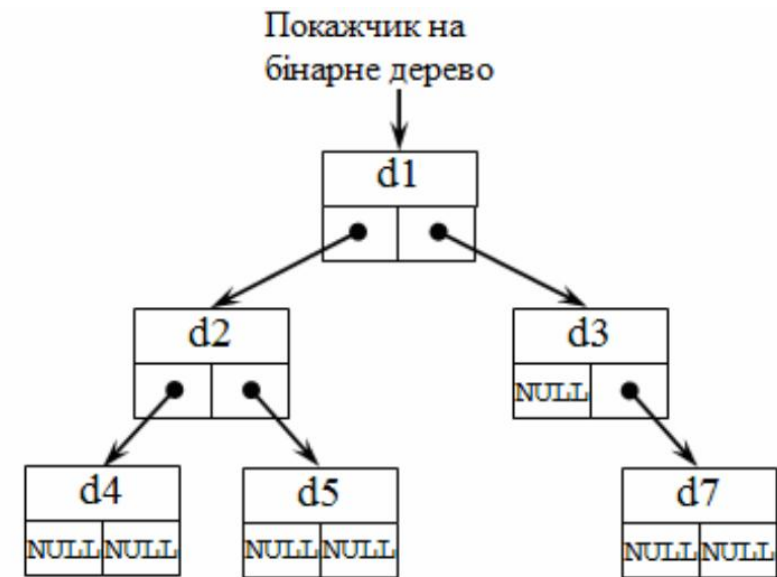 Покажчик на
бінарне дерево
d1
d2
d3
NULL
d4
d5
d7
NULL NULL
NULL NULL
NULL NULL